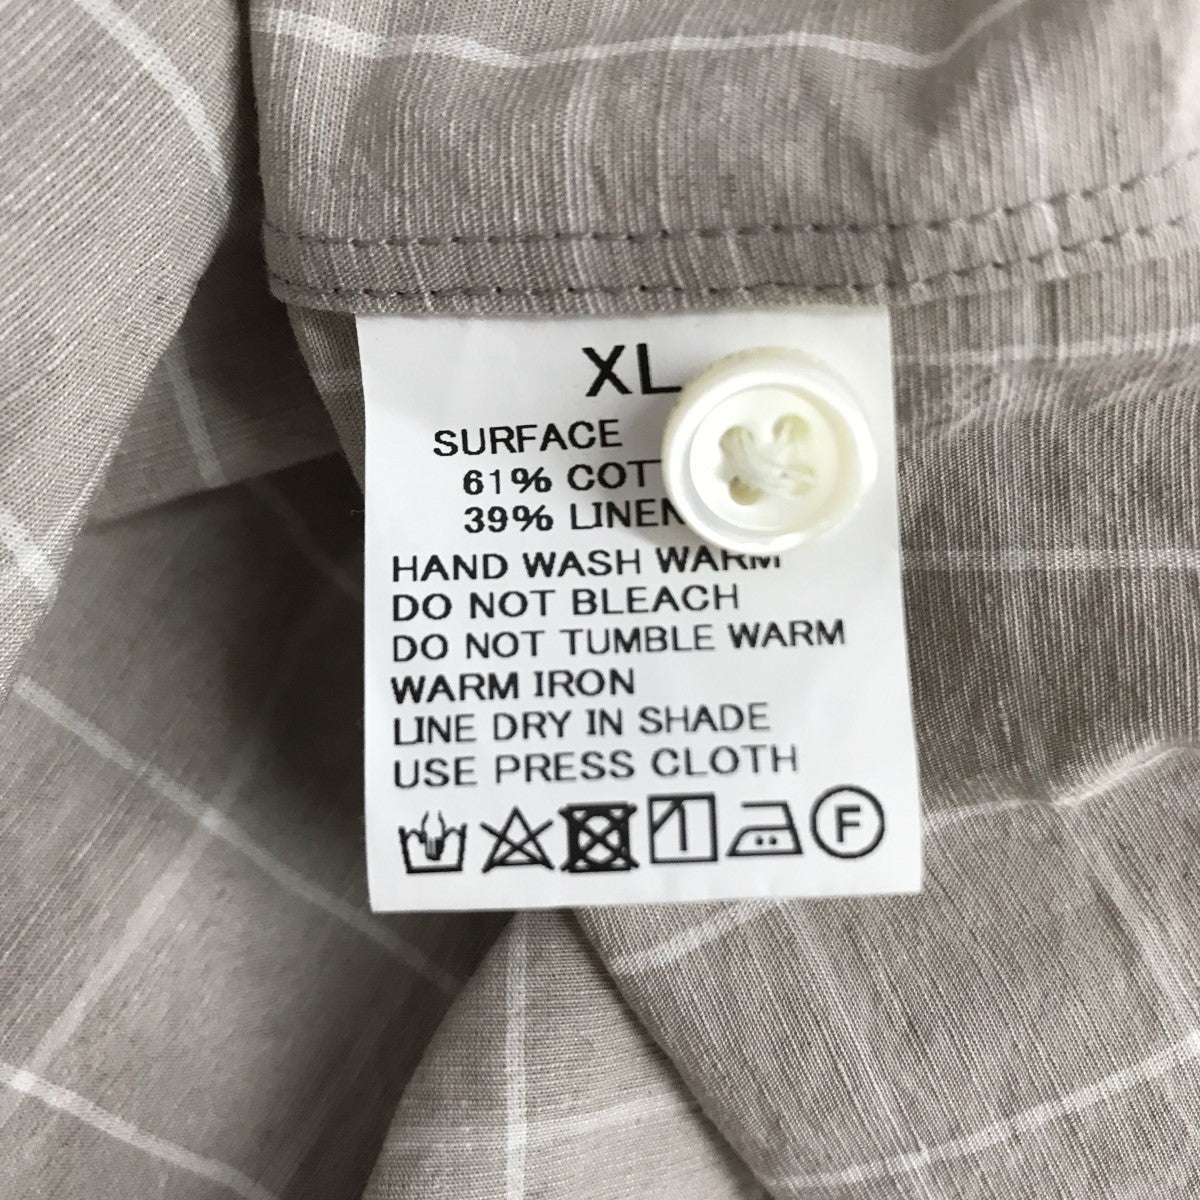 XL
SURFACE
61% COT
39% LINEN
HAND WASH WARM
DO NOT BLEACH
DO NOT TUMBLE WARM
WARM IRON
LINE DRY IN SHADE
USE PRESS CLOTH
F